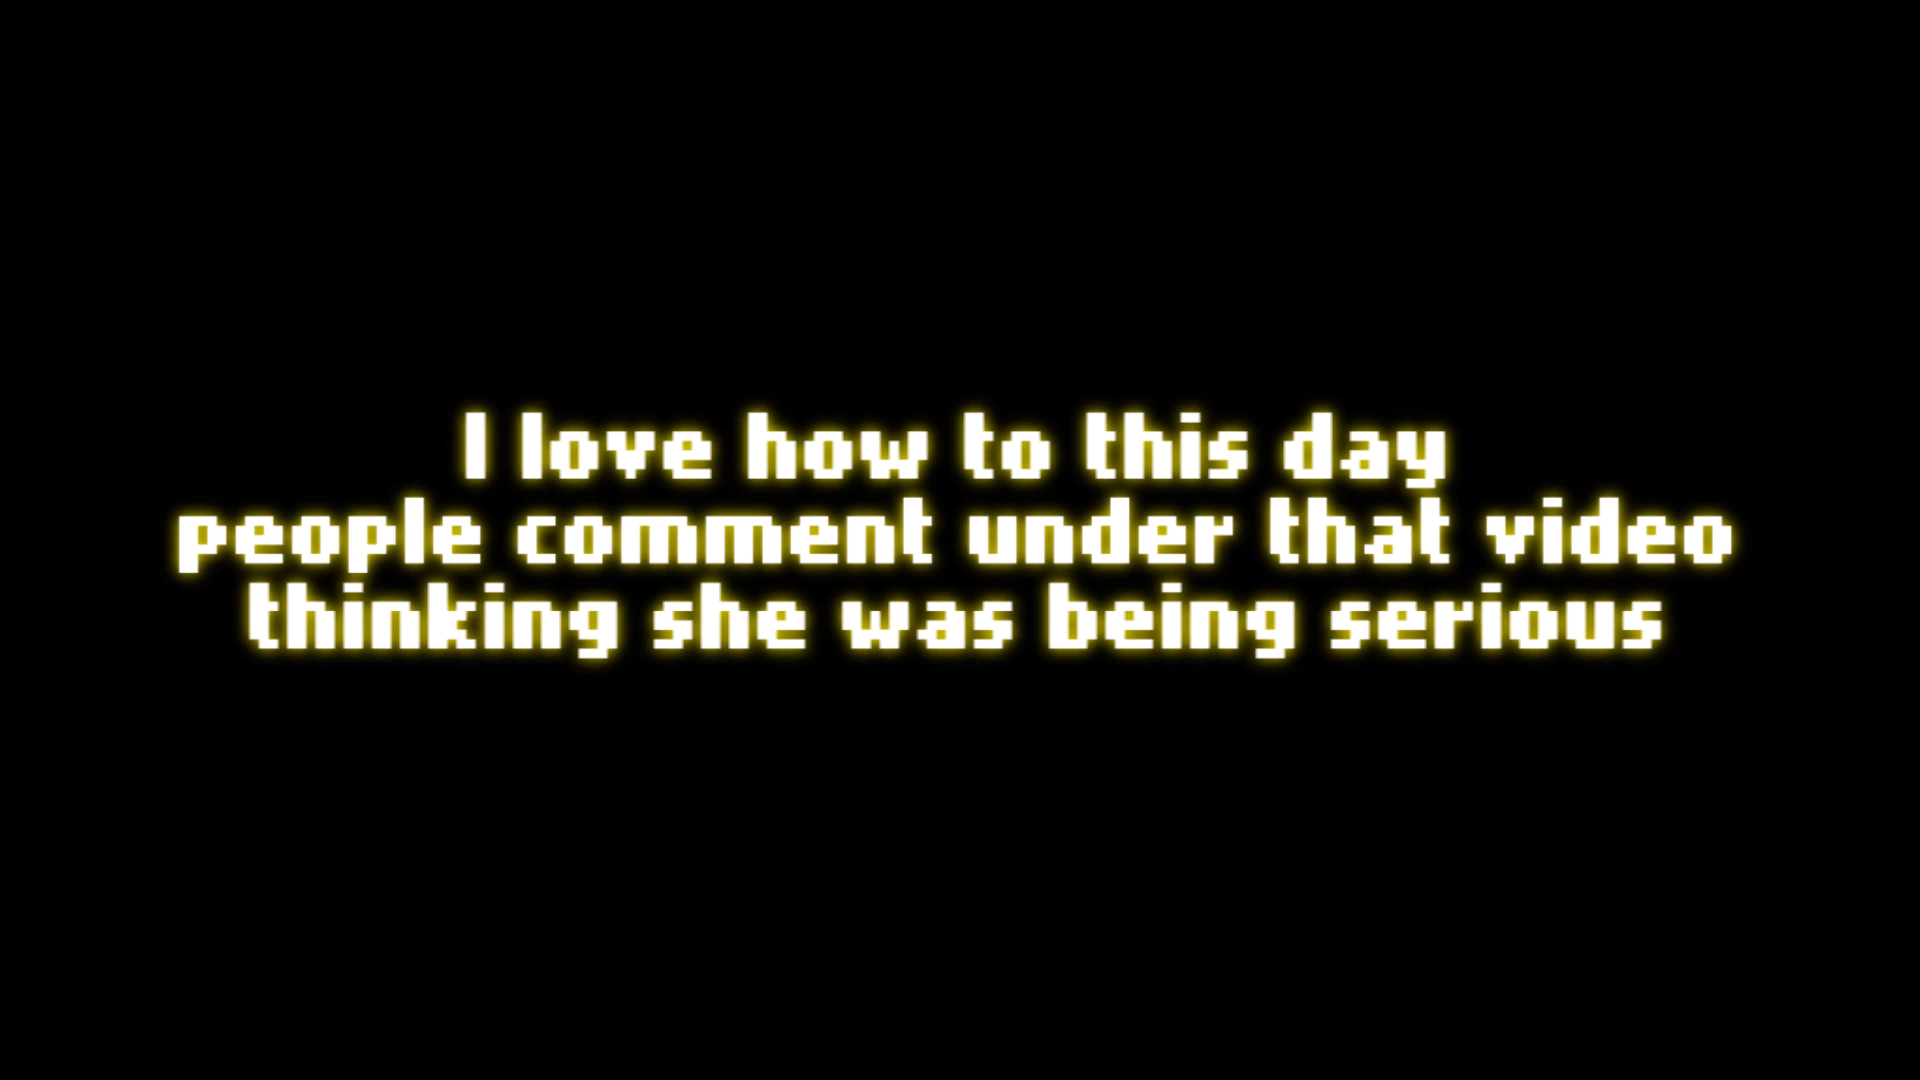 I love how to this day
people comment under that video
thinking she was being serious